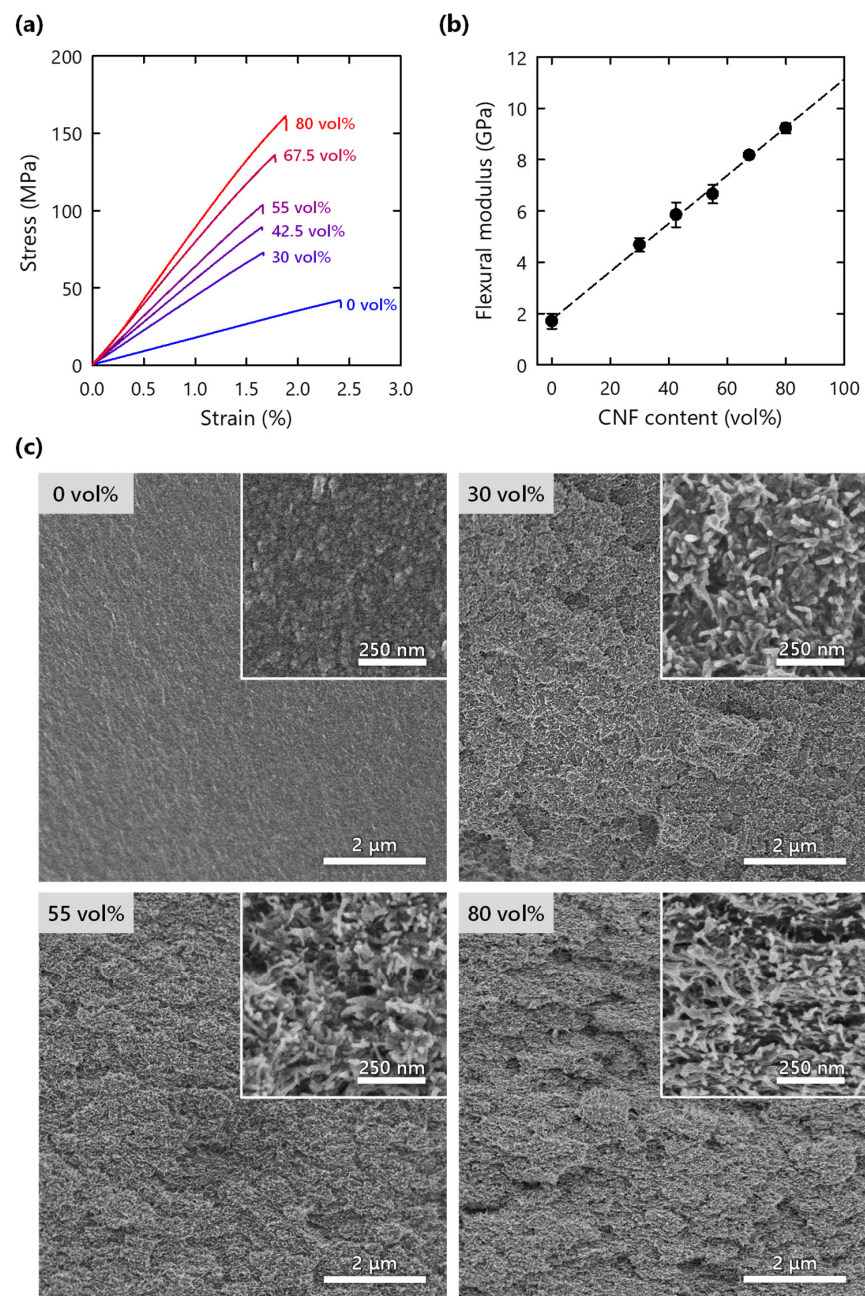 (a)
200
150
100
50
0
0.0 0.5 1.0 1.5 2.0 2.5 3.0
Stress (MPa)
Strain (%)
80 vol%
67.5 vol%
55 vol%
42.5 vol%
30 vol%
0 vol%
(b)
12
10
8
6
4
2
0
0 20 40 60 80 100
Flexural modulus (GPa)
CNF content (vol%)
(c)
0 vol%
250 nm
2 μm
30 vol%
250 nm
2 μm
55 vol%
250 nm
2 μm
80 vol%
250 nm
2 μm